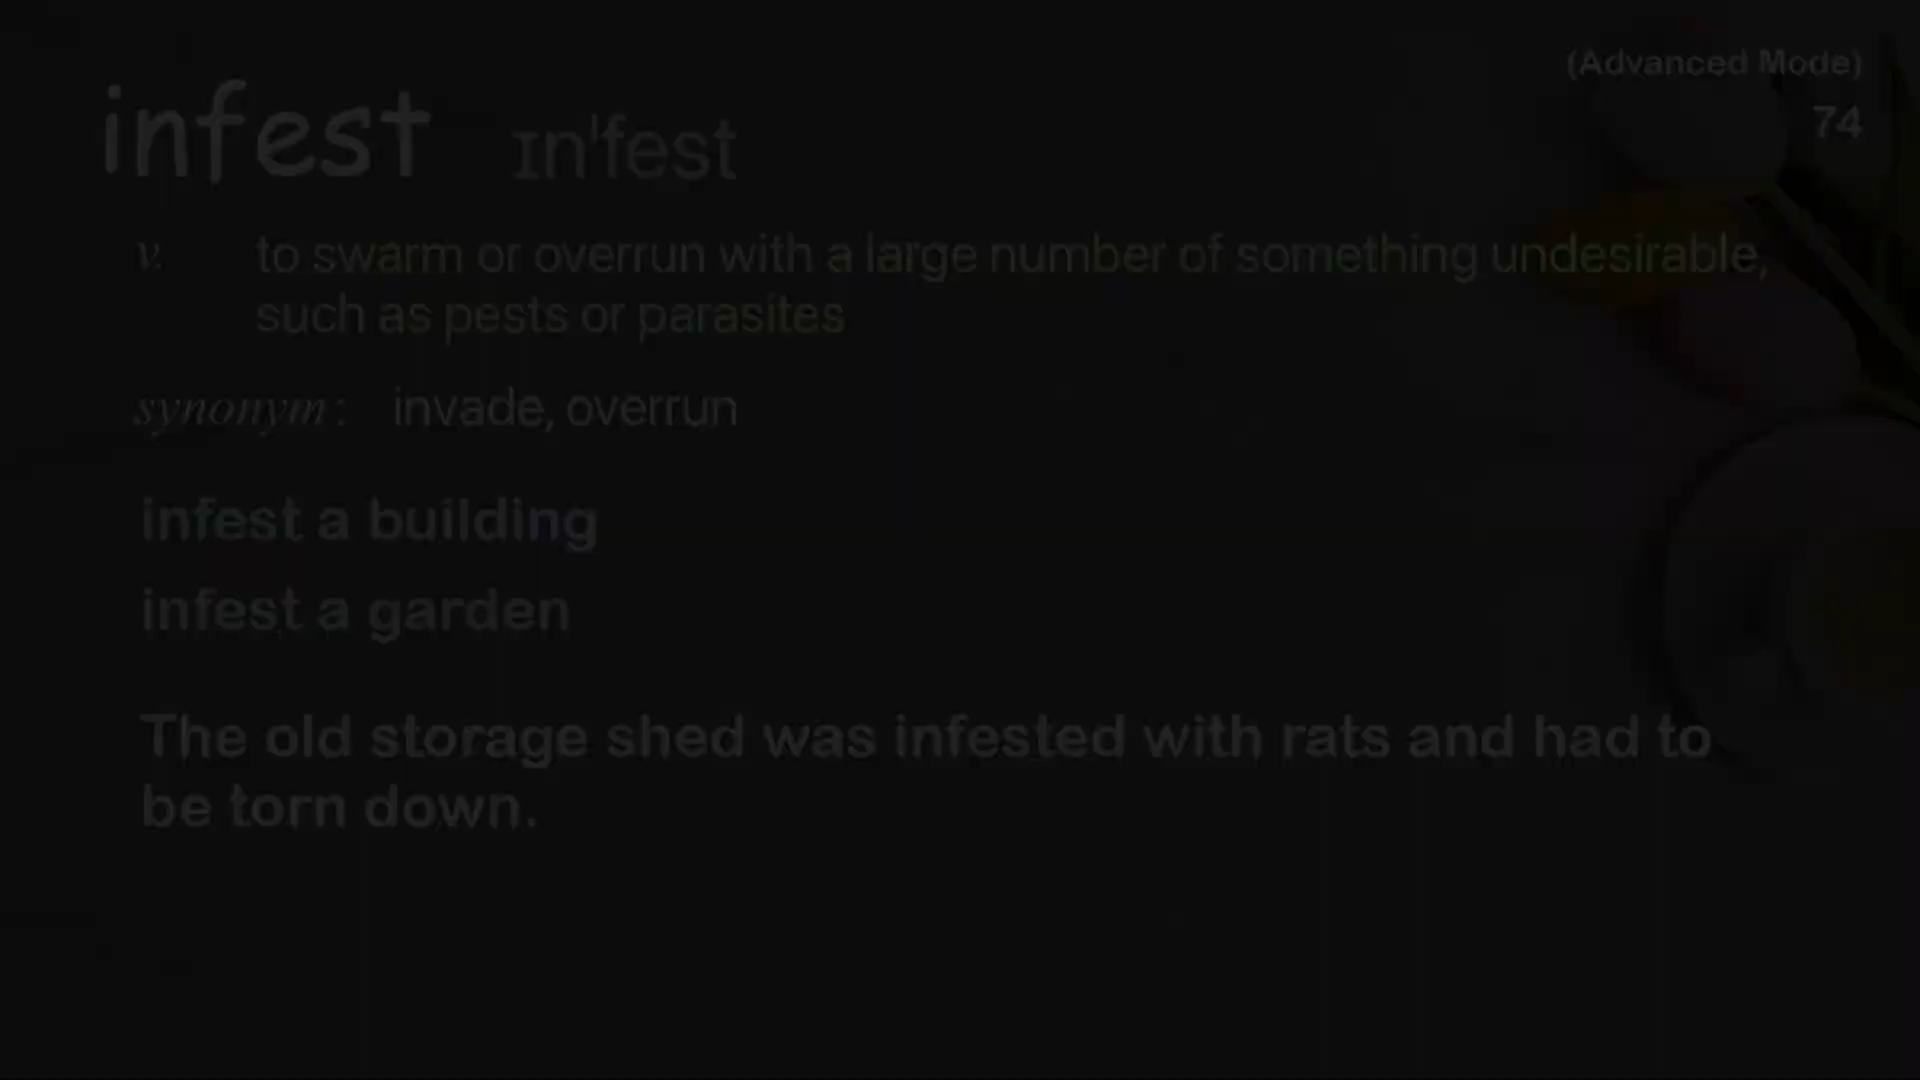 (Advanced Mode)
infest ɪnˈfest
74
v. to swarm or overrun with a large number of something undesirable,
such as pests or parasites
synonym : invade, overrun
infest a building
infest a garden
The old storage shed was infested with rats and had to
be torn down.